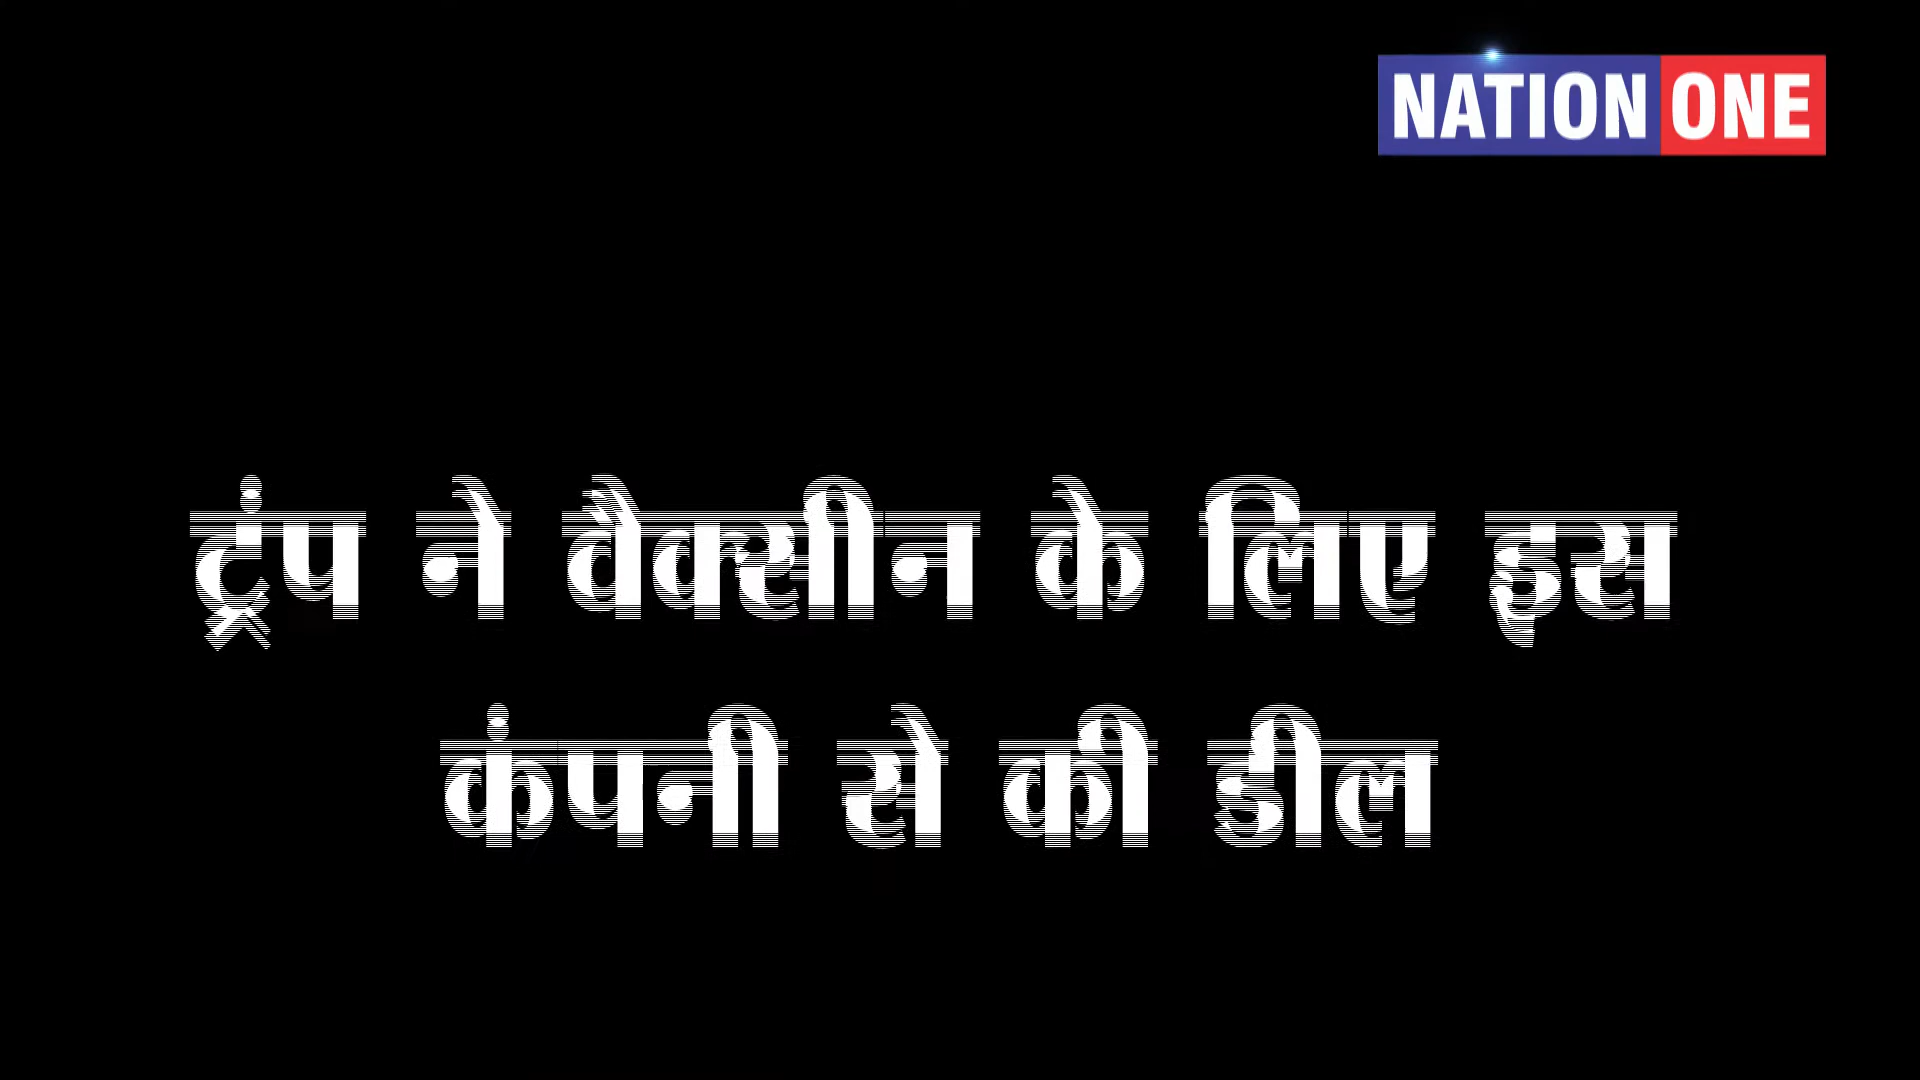 NATION ONE
ट्रंप ने वैक्सीन के लिए इस
कंपनी से की डील